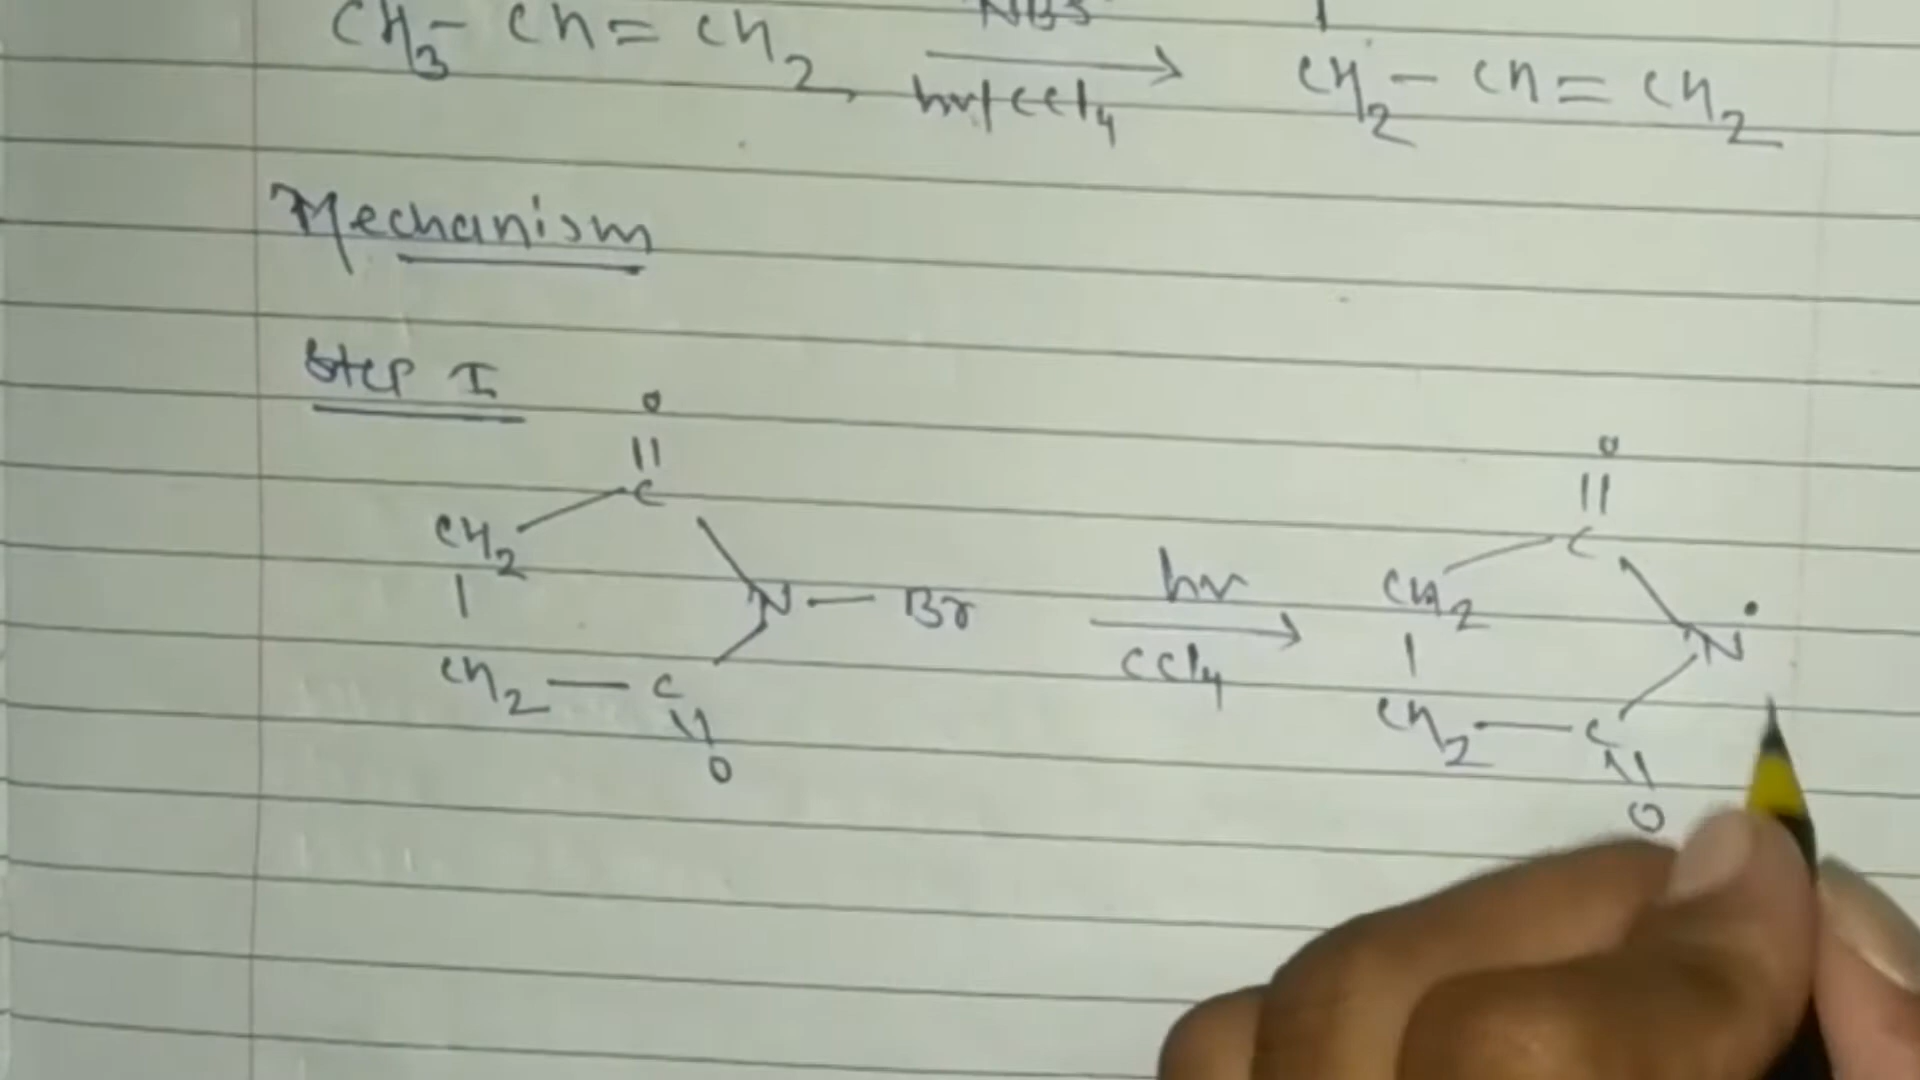 CH3 - CH = CH2 NBS hν/CCl4 CH2 - CH = CH2
Mechanism
Step I
O O
C C
CH2 CH2
N - Br hν N•
CCl4
CH2 - C CH2 - C
O O